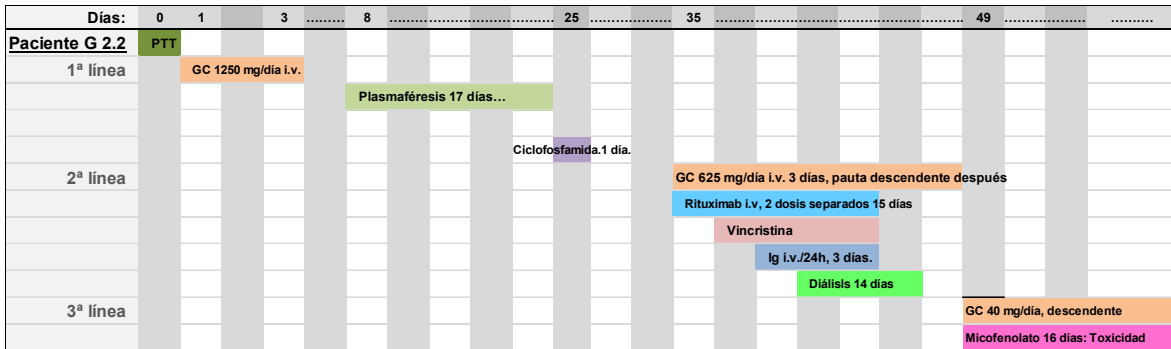 Días: 0 1 3 ......... 8 ..................................................... 25 ......................... 35 ............................................................................... 49 ......................... .........
Paciente G 2.2 PTT
1ª línea GC 1250 mg/día i.v.
Plasmaféresis 17 días...
Ciclofosfamida.1 día.
2ª línea GC 625 mg/día i.v. 3 días, pauta descendente después
Rituximab i.v, 2 dosis separados 15 días
Vincristina
Ig i.v./24h, 3 días.
Diálisls 14 días
3ª línea GC 40 mg/día, descendente
Micofenolato 16 días: Toxicidad